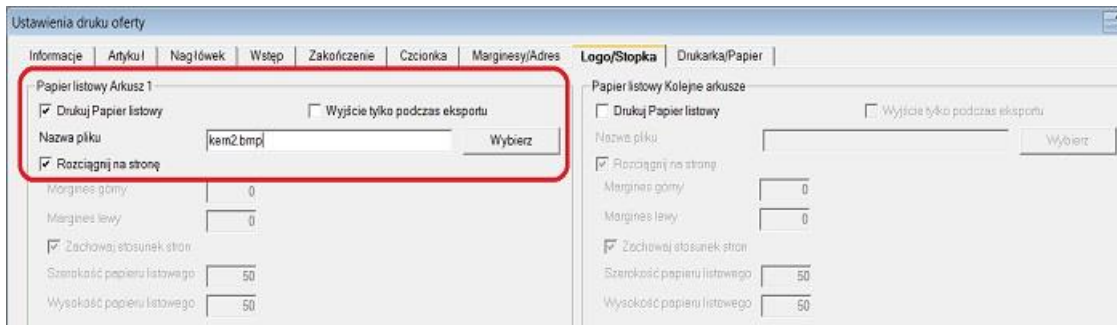 Ustawienia druku oferty
Informacje Artykuł Nagłówek Wstęp Zakończenie Czcionka Marginesy/Adres Logo/Stopka Drukarka/Papier
Papier listowy Arkusz 1
Drukuj Papier listowy Wyjście tylko podczas eksportu
Nazwa pliku kem2.bmp Wybierz
Rozciągnij na stronę
Margines górny 0
Margines lewy 0
Zachowaj stosunek stron
Szerokość papieru listowego 50
Wysokość papieru listowego 50
Papier listowy Kolejne arkusze
Drukuj Papier listowy Wyjście tylko podczas eksportu
Nazwa pliku Wybierz
Rozciągnij na stronę
Margines górny 0
Margines lewy 0
Zachowaj stosunek stron
Szerokość papieru listowego 50
Wysokość papieru listowego 50